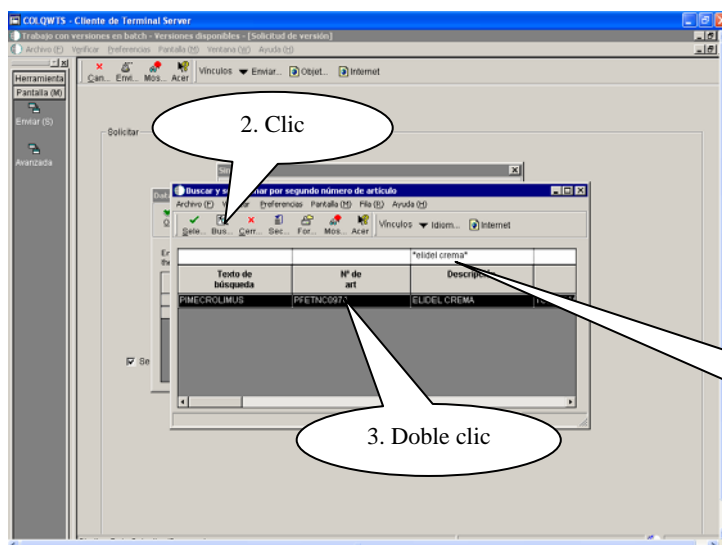 COLQWTS - Cliente de Terminal Server
Trabajo con versiones en batch - Versiones disponibles - [Solicitud de versión]
Archivo (F) Verificar Preferencias Pantalla (M) Ventana (W) Ayuda (H)
Herramienta
Pantalla (M)
Enviar (S)
Avanzada
Can... Envi... Mos... Acer Vínculos Enviar... Objet... Internet
Solicitar
2. Clic
Buscar y por segundo número de artículo
Archivo (F) Preferencias Pantalla (M) Fila (R) Ayuda (H)
Sele... Bus... Cerr... Sec... For... Mos... Acer Vínculos Idiom... Internet
*elidel crema*
Texto de búsqueda Nº de art
PIMECROLIMUS ELIDEL CREMA
Se
3. Doble clic